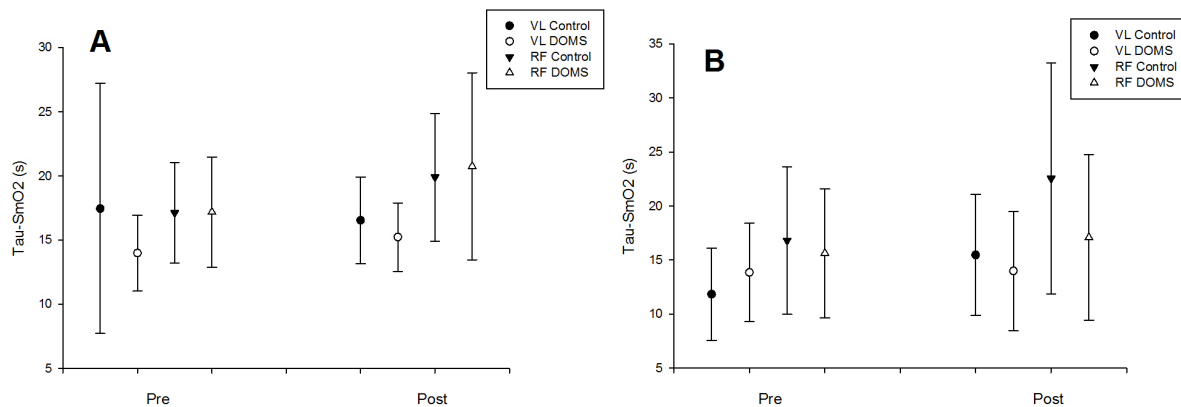 A
VL Control
VL DOMS
RF Control
RF DOMS
Tau-SmO2 (s)
30
25
20
15
10
5
Pre
Post
B
VL Control
VL DOMS
RF Control
RF DOMS
Tau-SmO2 (s)
35
30
25
20
15
10
5
Pre
Post